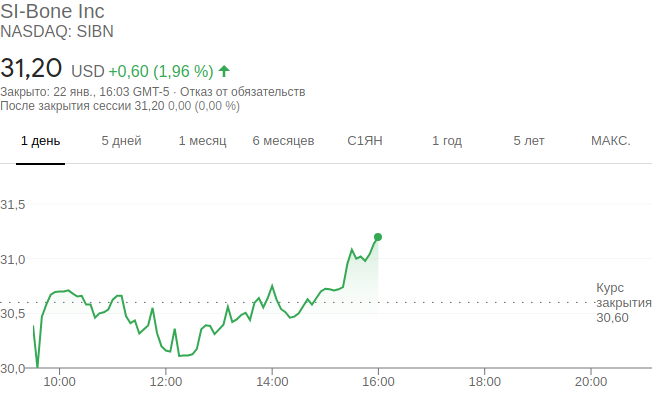 SI-Bone Inc
NASDAQ: SIBN
31,20 USD +0,60 (1,96 %)
Закрыто: 22 янв., 16:03 GMT-5 · Отказ от обязательств
После закрытия сессии 31,20 0,00 (0,00 %)
1 день 5 дней 1 месяц 6 месяцев С1ЯН 1 год 5 лет МАКС.
31,5
31,0
Курс
закрытия
30,60
30,5
30,0
10:00 12:00 14:00 16:00 18:00 20:00